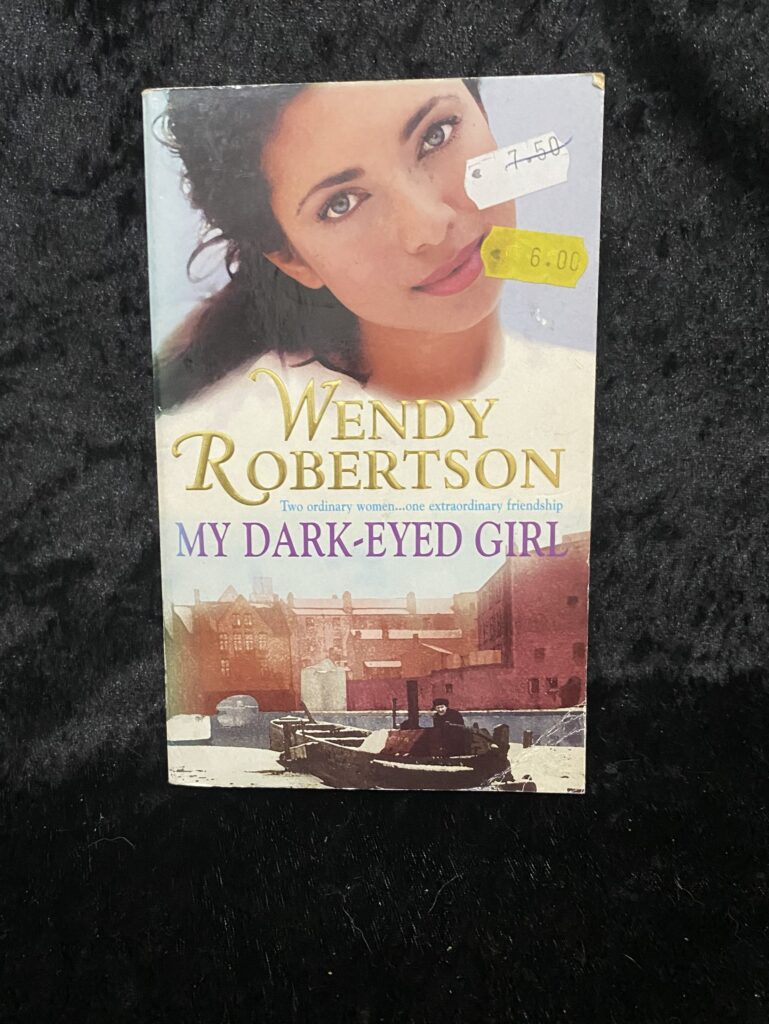 7.50
6.00
WENDY
ROBERTSON
Two ordinary women...one extraordinary friendship
MY DARK-EYED GIRL